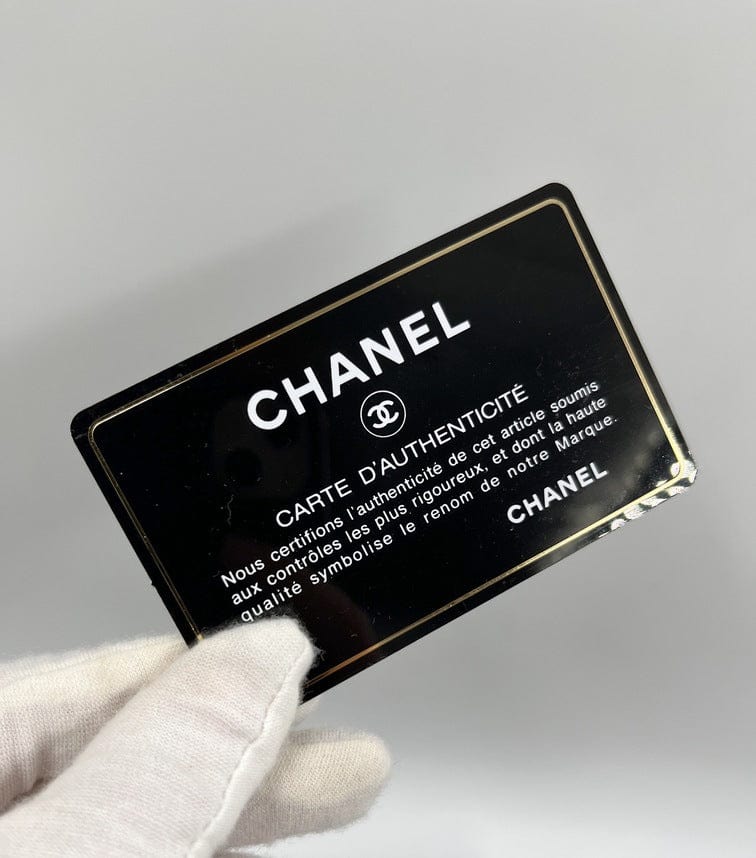 CHANEL
CARTE D'AUTHENTICITÉ
Nous certifions l'authenticité de cet article soumis
aux contrôles les plus rigoureux, et dont la haute
qualité symbolise le renom de notre Marque.
CHANEL